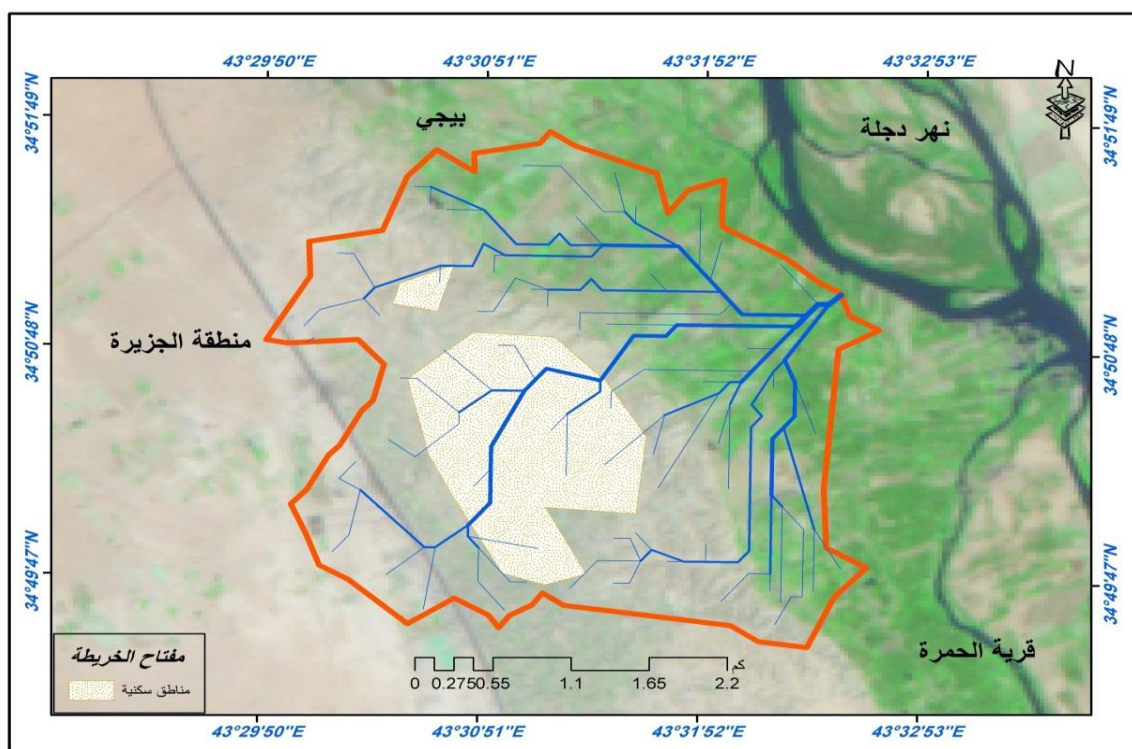 43°29'50"E 43°30'51"E 43°31'52"E 43°32'53"E
34°51'49"N
34°51'49"N
N
بيجي
نهر دجلة
منطقة الجزيرة
34°50'48"N
34°50'48"N
34°49'47"N
34°49'47"N
قرية الحمرة
مفتاح الخريطة
مناطق سكنية
كم
0 0.275 0.55 1.1 1.65 2.2
43°29'50"E 43°30'51"E 43°31'52"E 43°32'53"E